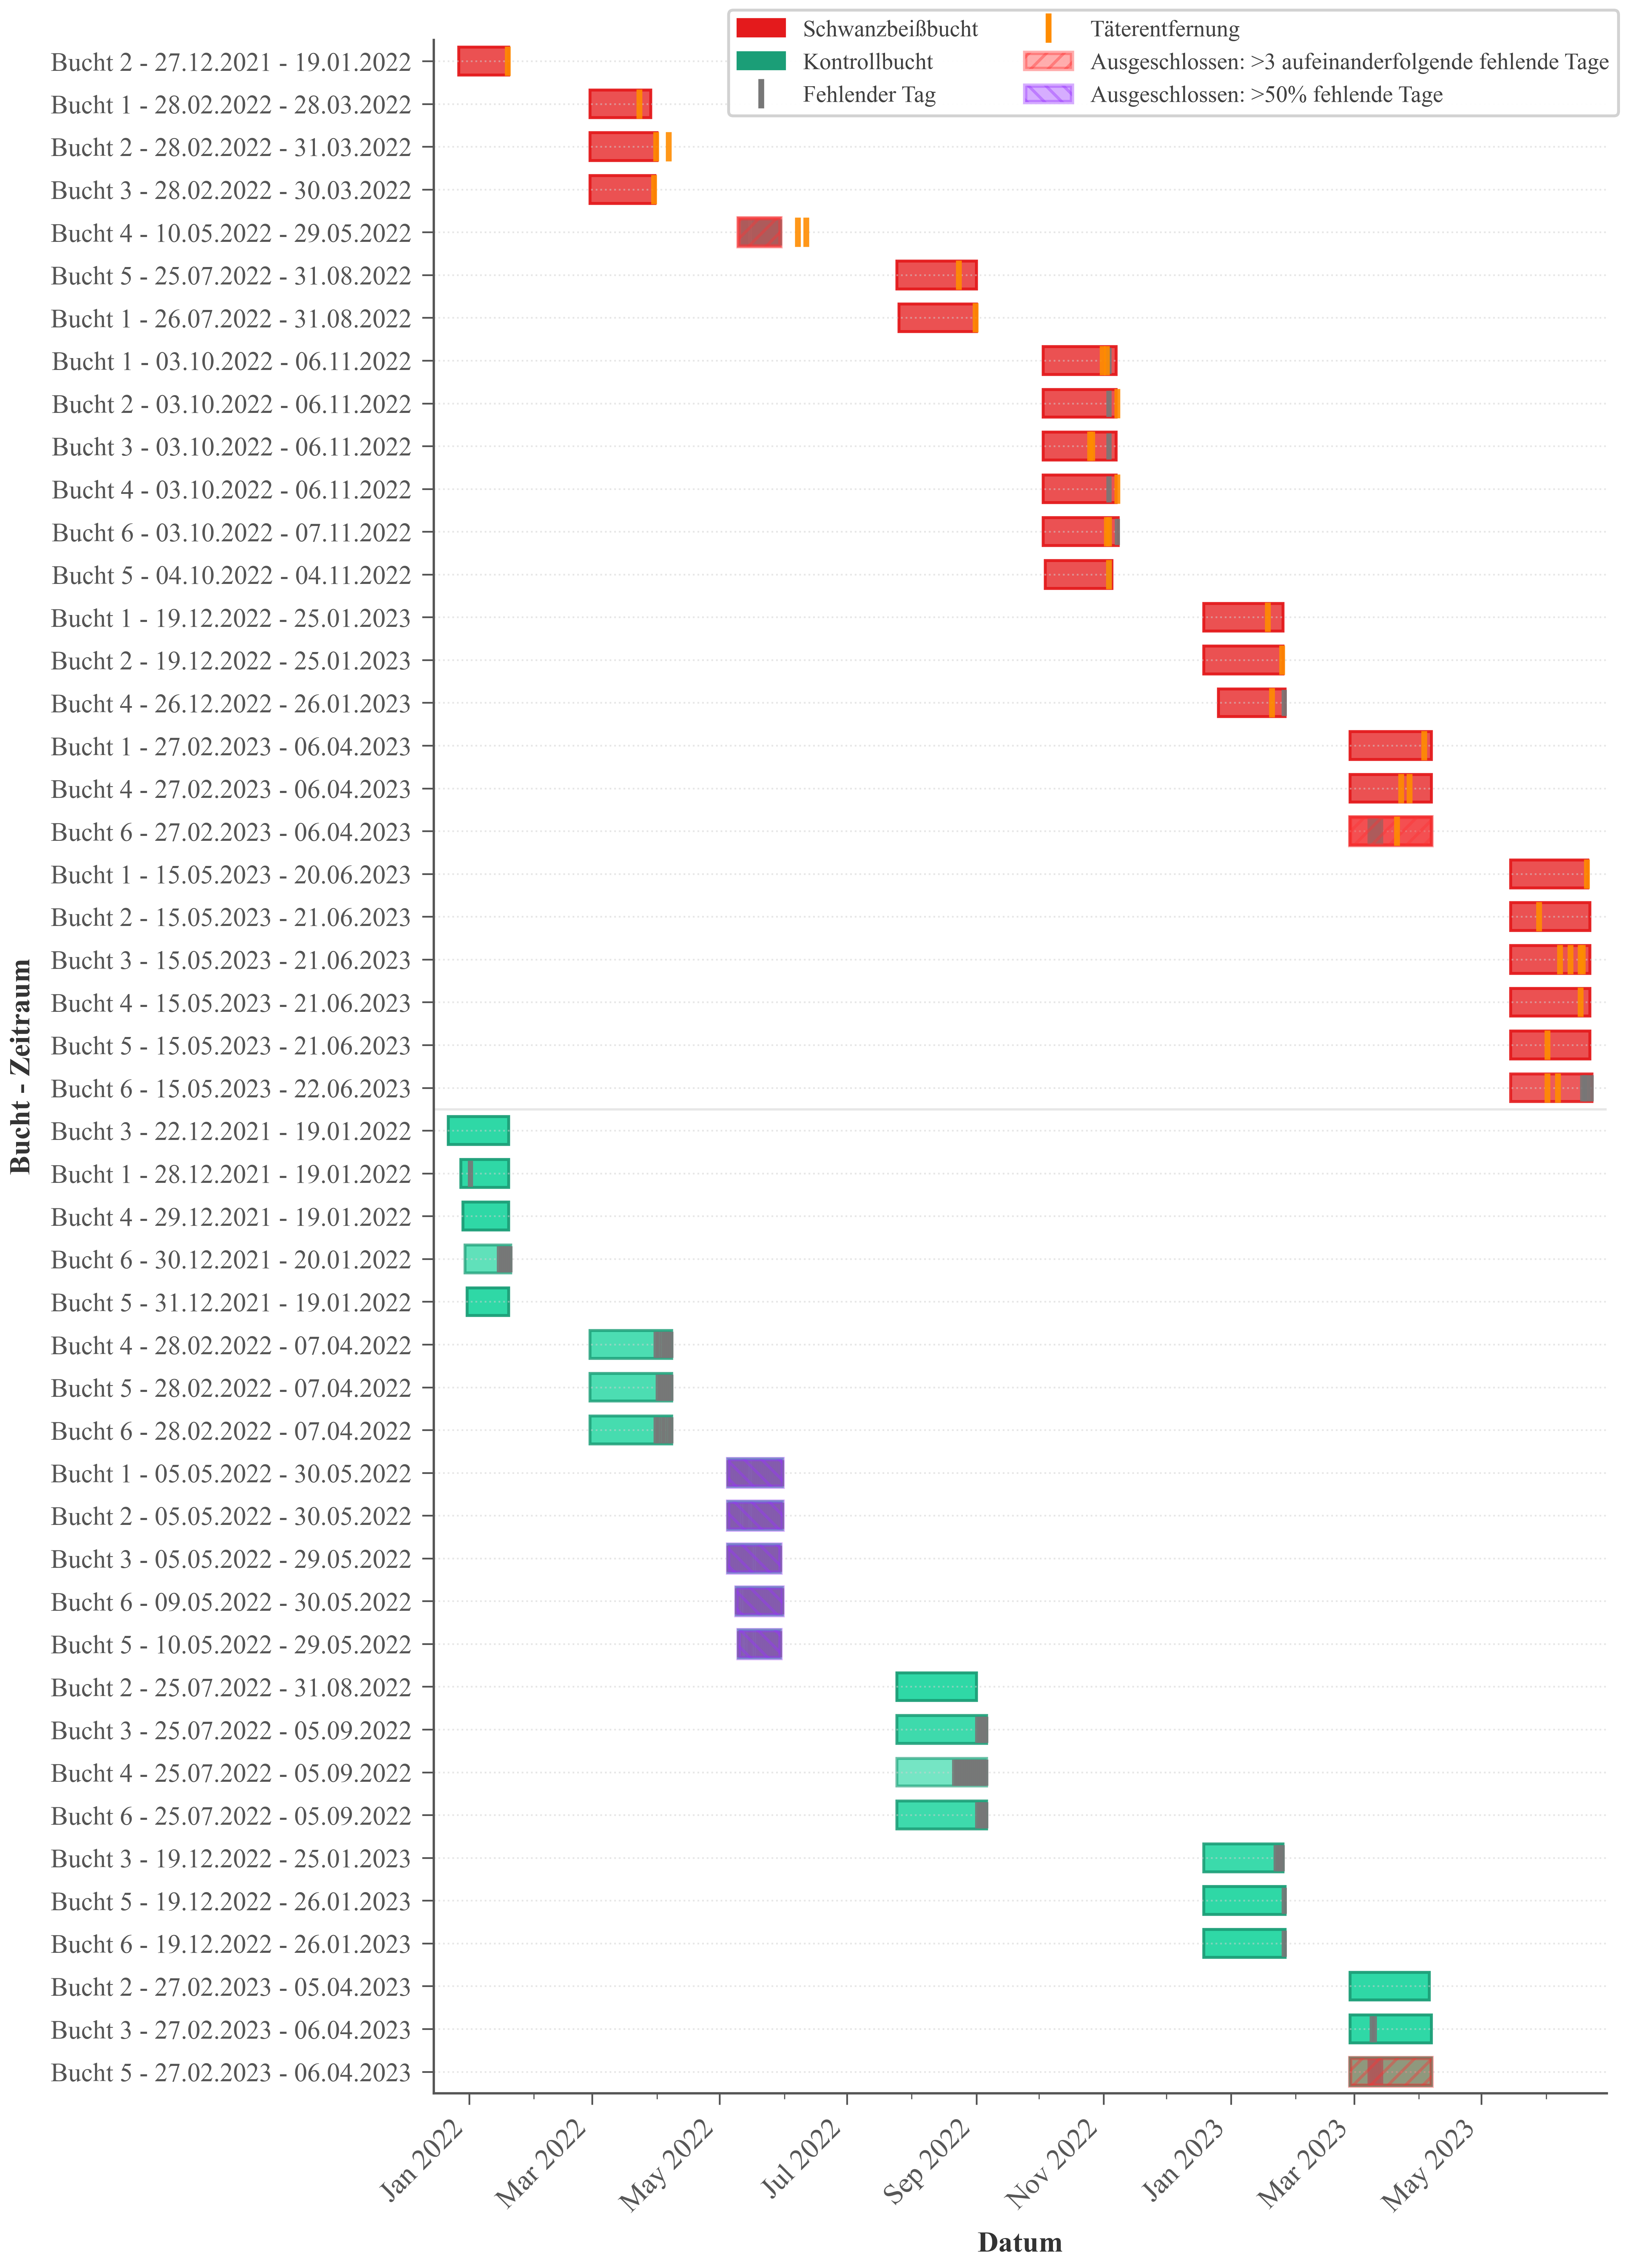 Schwanzbeißbucht
Kontrollbucht
Fehlender Tag
Täterentfernung
Ausgeschlossen: >3 aufeinanderfolgende fehlende Tage
Ausgeschlossen: >50% fehlende Tage
Bucht - Zeitraum
Bucht 2 - 27.12.2021 - 19.01.2022
Bucht 1 - 28.02.2022 - 28.03.2022
Bucht 2 - 28.02.2022 - 31.03.2022
Bucht 3 - 28.02.2022 - 30.03.2022
Bucht 4 - 10.05.2022 - 29.05.2022
Bucht 5 - 25.07.2022 - 31.08.2022
Bucht 1 - 26.07.2022 - 31.08.2022
Bucht 1 - 03.10.2022 - 06.11.2022
Bucht 2 - 03.10.2022 - 06.11.2022
Bucht 3 - 03.10.2022 - 06.11.2022
Bucht 4 - 03.10.2022 - 06.11.2022
Bucht 6 - 03.10.2022 - 07.11.2022
Bucht 5 - 04.10.2022 - 04.11.2022
Bucht 1 - 19.12.2022 - 25.01.2023
Bucht 2 - 19.12.2022 - 25.01.2023
Bucht 4 - 26.12.2022 - 26.01.2023
Bucht 1 - 27.02.2023 - 06.04.2023
Bucht 4 - 27.02.2023 - 06.04.2023
Bucht 6 - 27.02.2023 - 06.04.2023
Bucht 1 - 15.05.2023 - 20.06.2023
Bucht 2 - 15.05.2023 - 21.06.2023
Bucht 3 - 15.05.2023 - 21.06.2023
Bucht 4 - 15.05.2023 - 21.06.2023
Bucht 5 - 15.05.2023 - 21.06.2023
Bucht 6 - 15.05.2023 - 22.06.2023
Bucht 3 - 22.12.2021 - 19.01.2022
Bucht 1 - 28.12.2021 - 19.01.2022
Bucht 4 - 29.12.2021 - 19.01.2022
Bucht 6 - 30.12.2021 - 20.01.2022
Bucht 5 - 31.12.2021 - 19.01.2022
Bucht 4 - 28.02.2022 - 07.04.2022
Bucht 5 - 28.02.2022 - 07.04.2022
Bucht 6 - 28.02.2022 - 07.04.2022
Bucht 1 - 05.05.2022 - 30.05.2022
Bucht 2 - 05.05.2022 - 30.05.2022
Bucht 3 - 05.05.2022 - 29.05.2022
Bucht 6 - 09.05.2022 - 30.05.2022
Bucht 5 - 10.05.2022 - 29.05.2022
Bucht 2 - 25.07.2022 - 31.08.2022
Bucht 3 - 25.07.2022 - 05.09.2022
Bucht 4 - 25.07.2022 - 05.09.2022
Bucht 6 - 25.07.2022 - 05.09.2022
Bucht 3 - 19.12.2022 - 25.01.2023
Bucht 5 - 19.12.2022 - 26.01.2023
Bucht 6 - 19.12.2022 - 26.01.2023
Bucht 2 - 27.02.2023 - 05.04.2023
Bucht 3 - 27.02.2023 - 06.04.2023
Bucht 5 - 27.02.2023 - 06.04.2023
Jan 2022
Mar 2022
May 2022
Jul 2022
Sep 2022
Nov 2022
Jan 2023
Mar 2023
May 2023
Datum